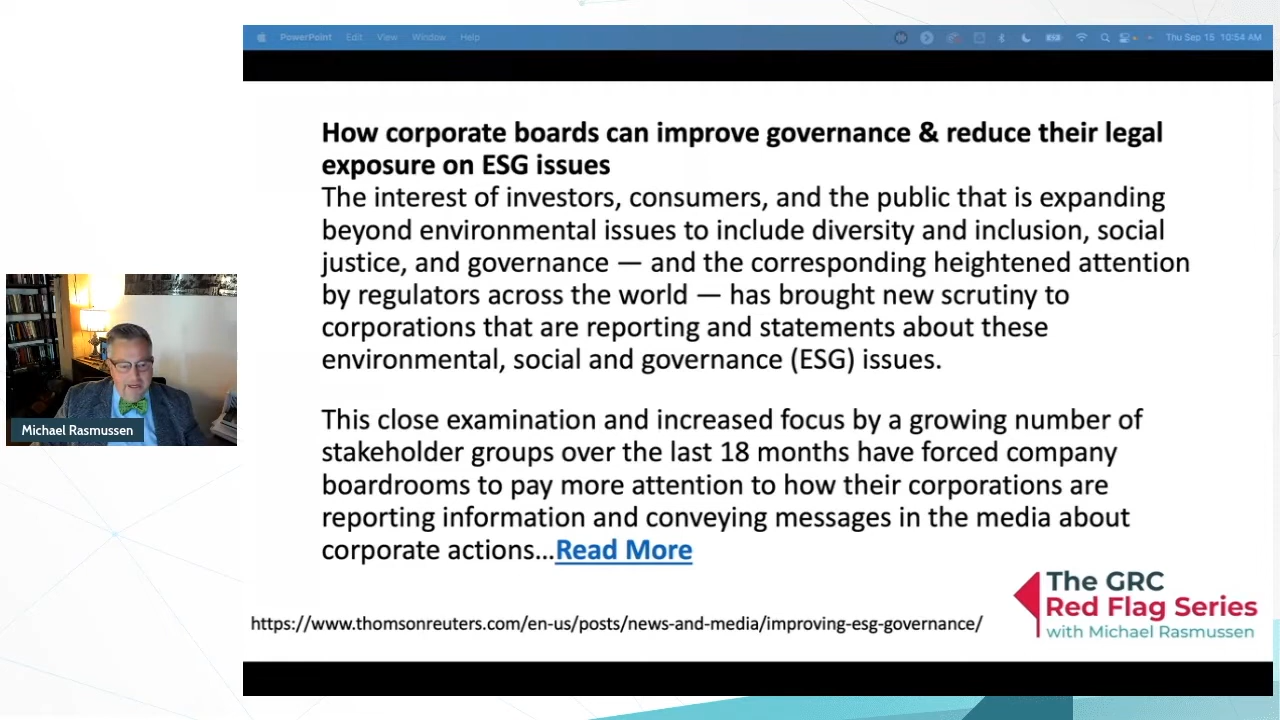 PowerPoint Edit View Window Help Thu Sep 15 10:54 AM
How corporate boards can improve governance & reduce their legal
exposure on ESG issues
The interest of investors, consumers, and the public that is expanding
beyond environmental issues to include diversity and inclusion, social
justice, and governance — and the corresponding heightened attention
by regulators across the world — has brought new scrutiny to
corporations that are reporting and statements about these
environmental, social and governance (ESG) issues.
This close examination and increased focus by a growing number of
stakeholder groups over the last 18 months have forced company
boardrooms to pay more attention to how their corporations are
reporting information and conveying messages in the media about
corporate actions...Read More
https://www.thomsonreuters.com/en-us/posts/news-and-media/improving-esg-governance/
The GRC
Red Flag Series
with Michael Rasmussen
Michael Rasmussen